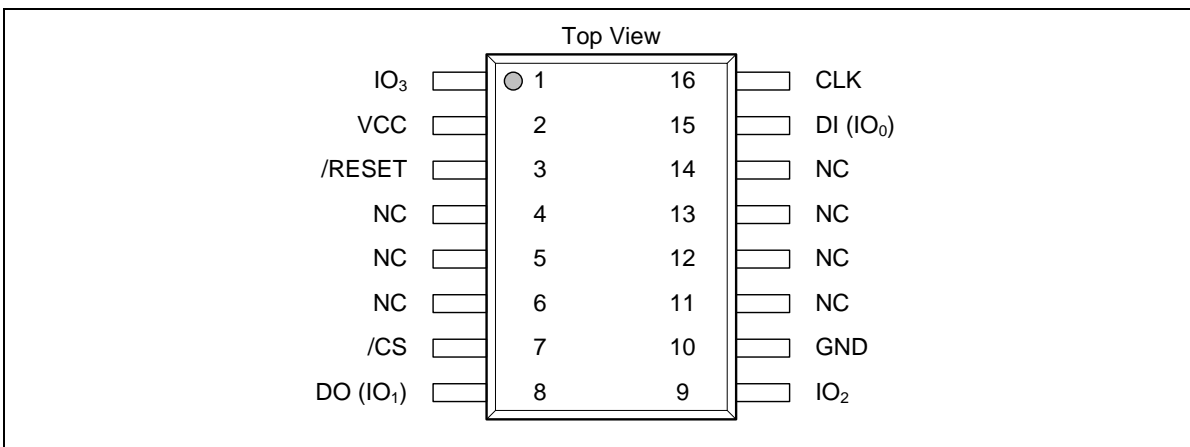 Top View
IO₃ 1 16 CLK
VCC 2 15 DI (IO₀)
/RESET 3 14 NC
NC 4 13 NC
NC 5 12 NC
NC 6 11 NC
/CS 7 10 GND
DO (IO₁) 8 9 IO₂